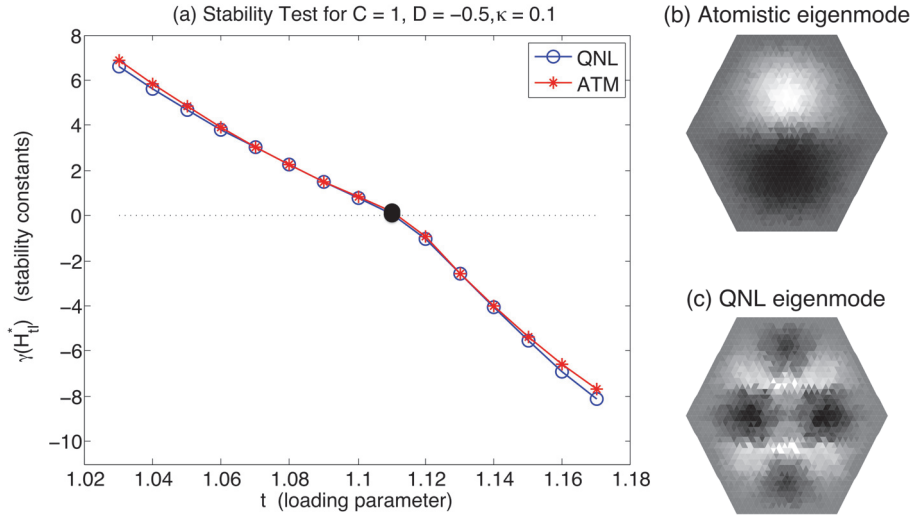 (a) Stability Test for C = 1, D = −0.5,κ = 0.1
8
6
4
2
0
−2
−4
−6
−8
−10
γ(H*tl) (stability constants)
QNL
ATM
1.02
1.04
1.06
1.08
1.1
1.12
1.14
1.16
1.18
t (loading parameter)
(b) Atomistic eigenmode
(c) QNL eigenmode